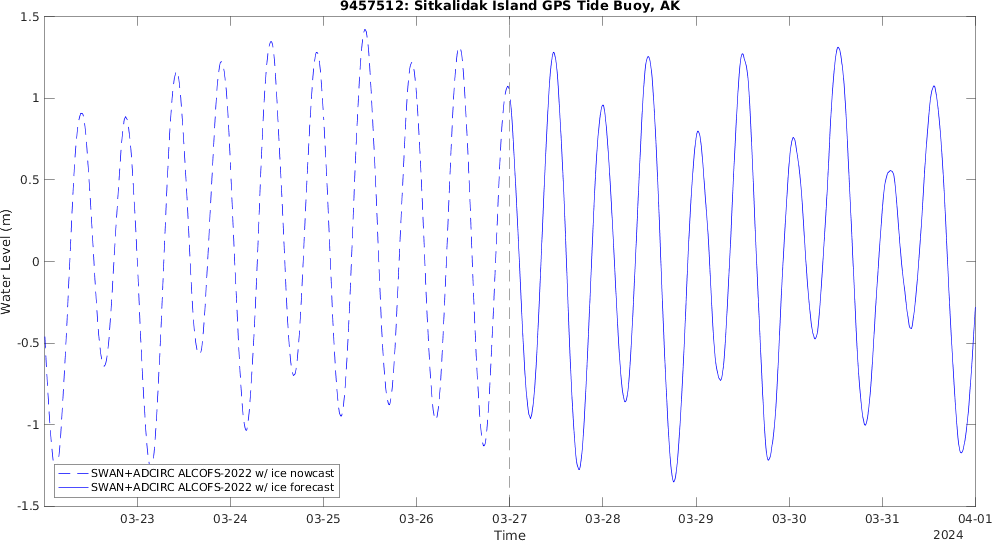 9457512: Sitkalidak Island GPS Tide Buoy, AK
1.5
1
0.5
0
-0.5
-1
-1.5
Water Level (m)
SWAN+ADCIRC ALCOFS-2022 w/ ice nowcast
SWAN+ADCIRC ALCOFS-2022 w/ ice forecast
03-23 03-24 03-25 03-26 03-27 03-28 03-29 03-30 03-31 04-01
Time
2024